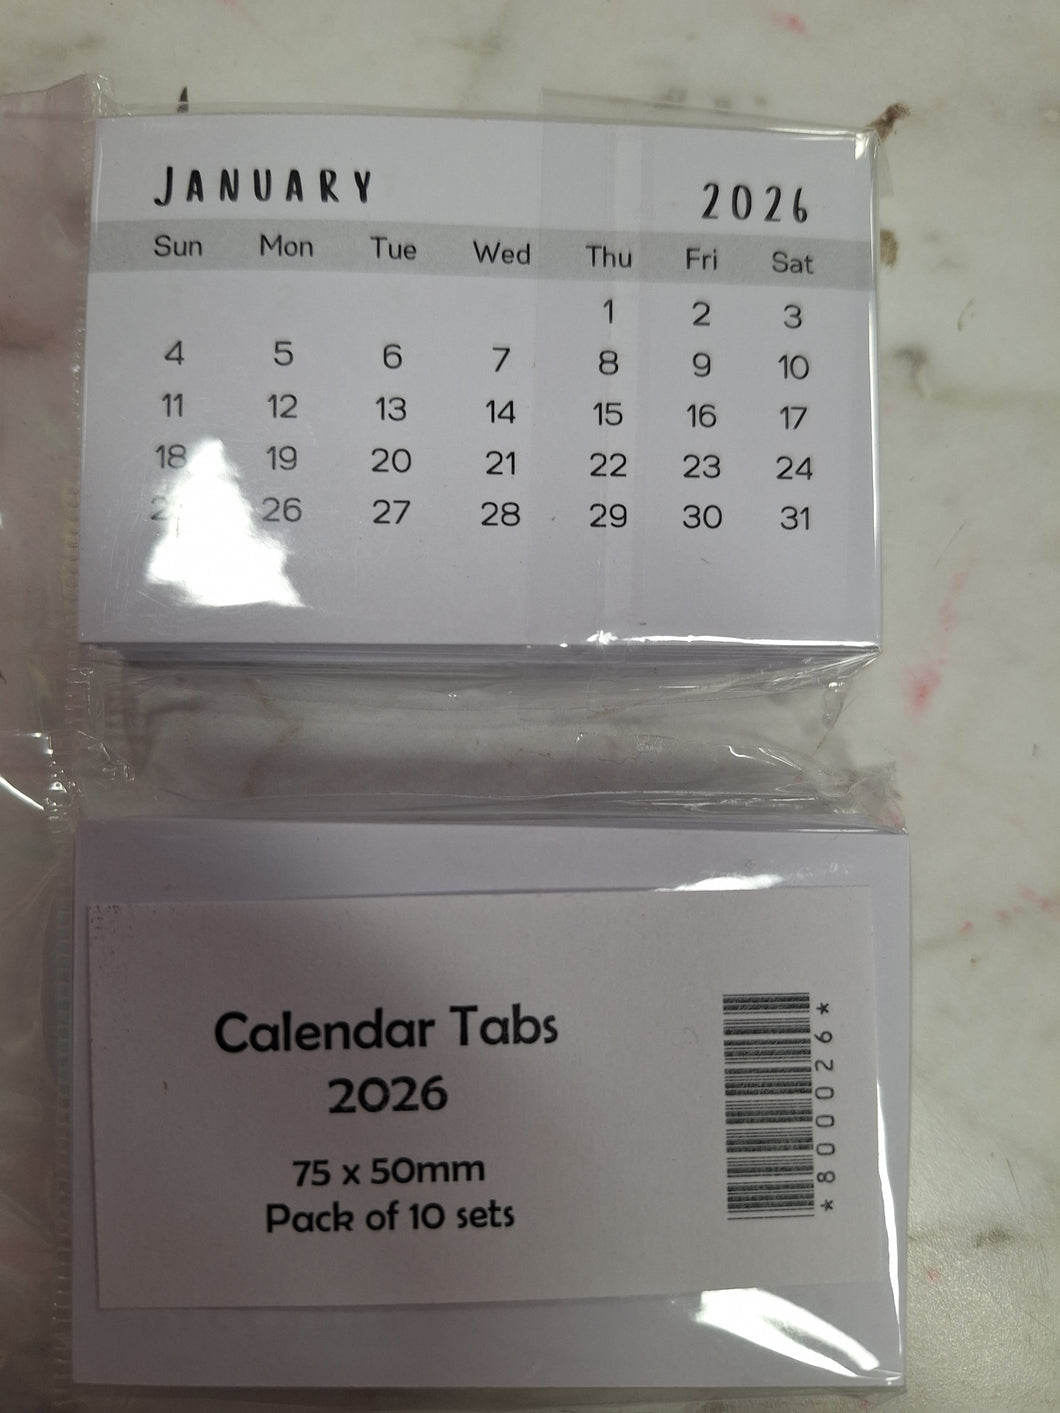 JANUARY 2026
Sun Mon Tue Wed Thu Fri Sat
1 2 3
4 5 6 7 8 9 10
11 12 13 14 15 16 17
18 19 20 21 22 23 24
26 27 28 29 30 31
Calendar Tabs
2026
75 x 50mm
Pack of 10 sets
*8000026*